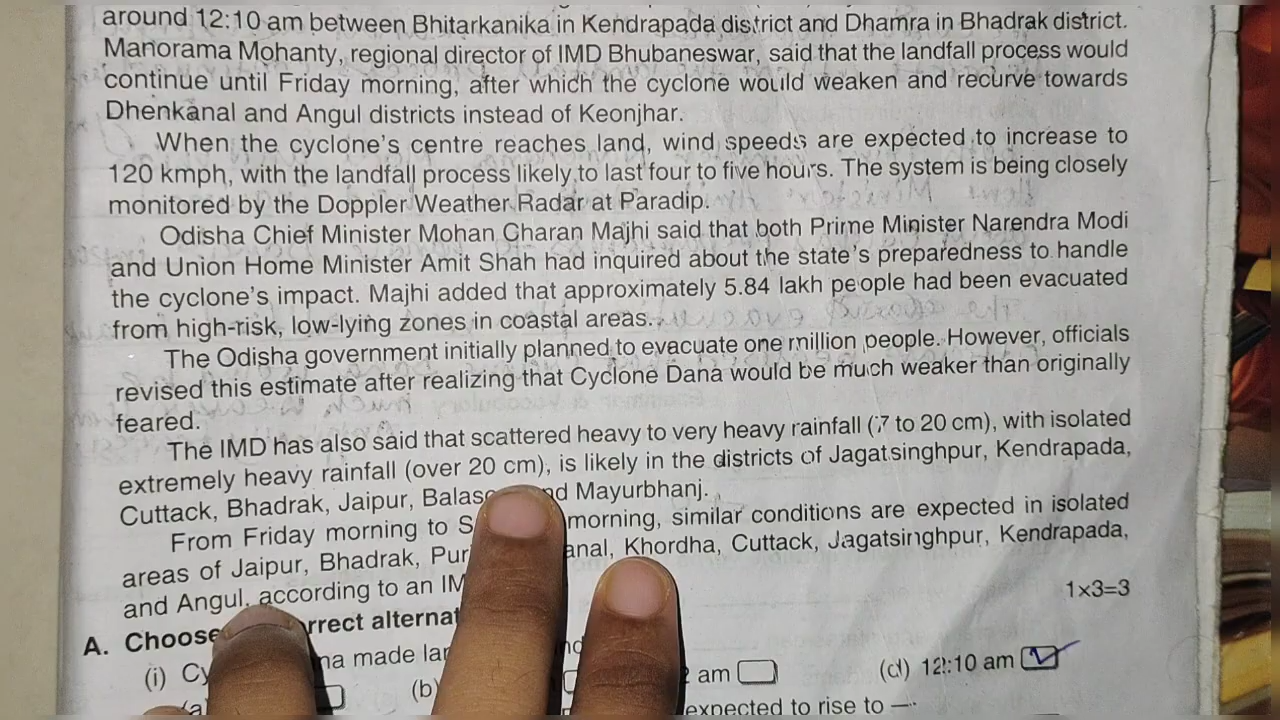 around 12:10 am between Bhitarkanika in Kendrapada district and Dhamra in Bhadrak district.
Manorama Mohanty, regional director of IMD Bhubaneswar, said that the landfall process would
continue until Friday morning, after which the cyclone would weaken and recurve towards
Dhenkanal and Angul districts instead of Keonjhar.
When the cyclone's centre reaches land, wind speeds are expected to increase to
120 kmph, with the landfall process likely to last four to five hours. The system is being closely
monitored by the Doppler Weather Radar at Paradip.
Odisha Chief Minister Mohan Charan Majhi said that both Prime Minister Narendra Modi
and Union Home Minister Amit Shah had inquired about the state's preparedness to handle
the cyclone's impact. Majhi added that approximately 5.84 lakh people had been evacuated
from high-risk, low-lying zones in coastal areas.
The Odisha government initially planned to evacuate one million people. However, officials
revised this estimate after realizing that Cyclone Dana would be much weaker than originally
feared.
The IMD has also said that scattered heavy to very heavy rainfall (7 to 20 cm), with isolated
extremely heavy rainfall (over 20 cm), is likely in the districts of Jagatsinghpur, Kendrapada,
Cuttack, Bhadrak, Jaipur, Mayurbhanj.
From Friday morning to morning, similar conditions are expected in isolated
areas of Jaipur, Bhadrak, Khordha, Cuttack, Jagatsinghpur, Kendrapada,
and Angul, according to an
1×3=3
A. Choose
(i) made
(b) am (d) 12:10 am
expected to rise to —.